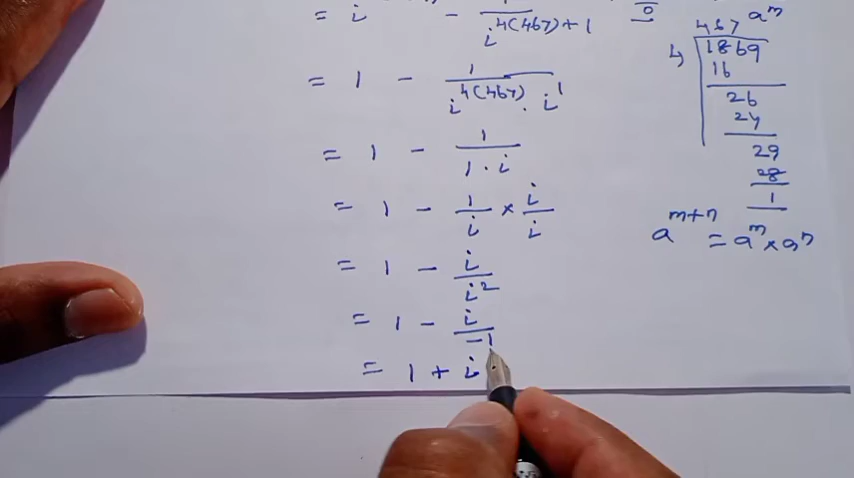 = i - 1/i^{4(467)+1}
= 1 - 1/(i^{4(467)} . i^1)
= 1 - 1/(1 . i)
= 1 - 1/i × i/i
= 1 - i/i^2
= 1 - i/-1
= 1 + i
467 a^m
4) 1869
16
26
24
29
28
1
a^{m+n} = a^m × a^n